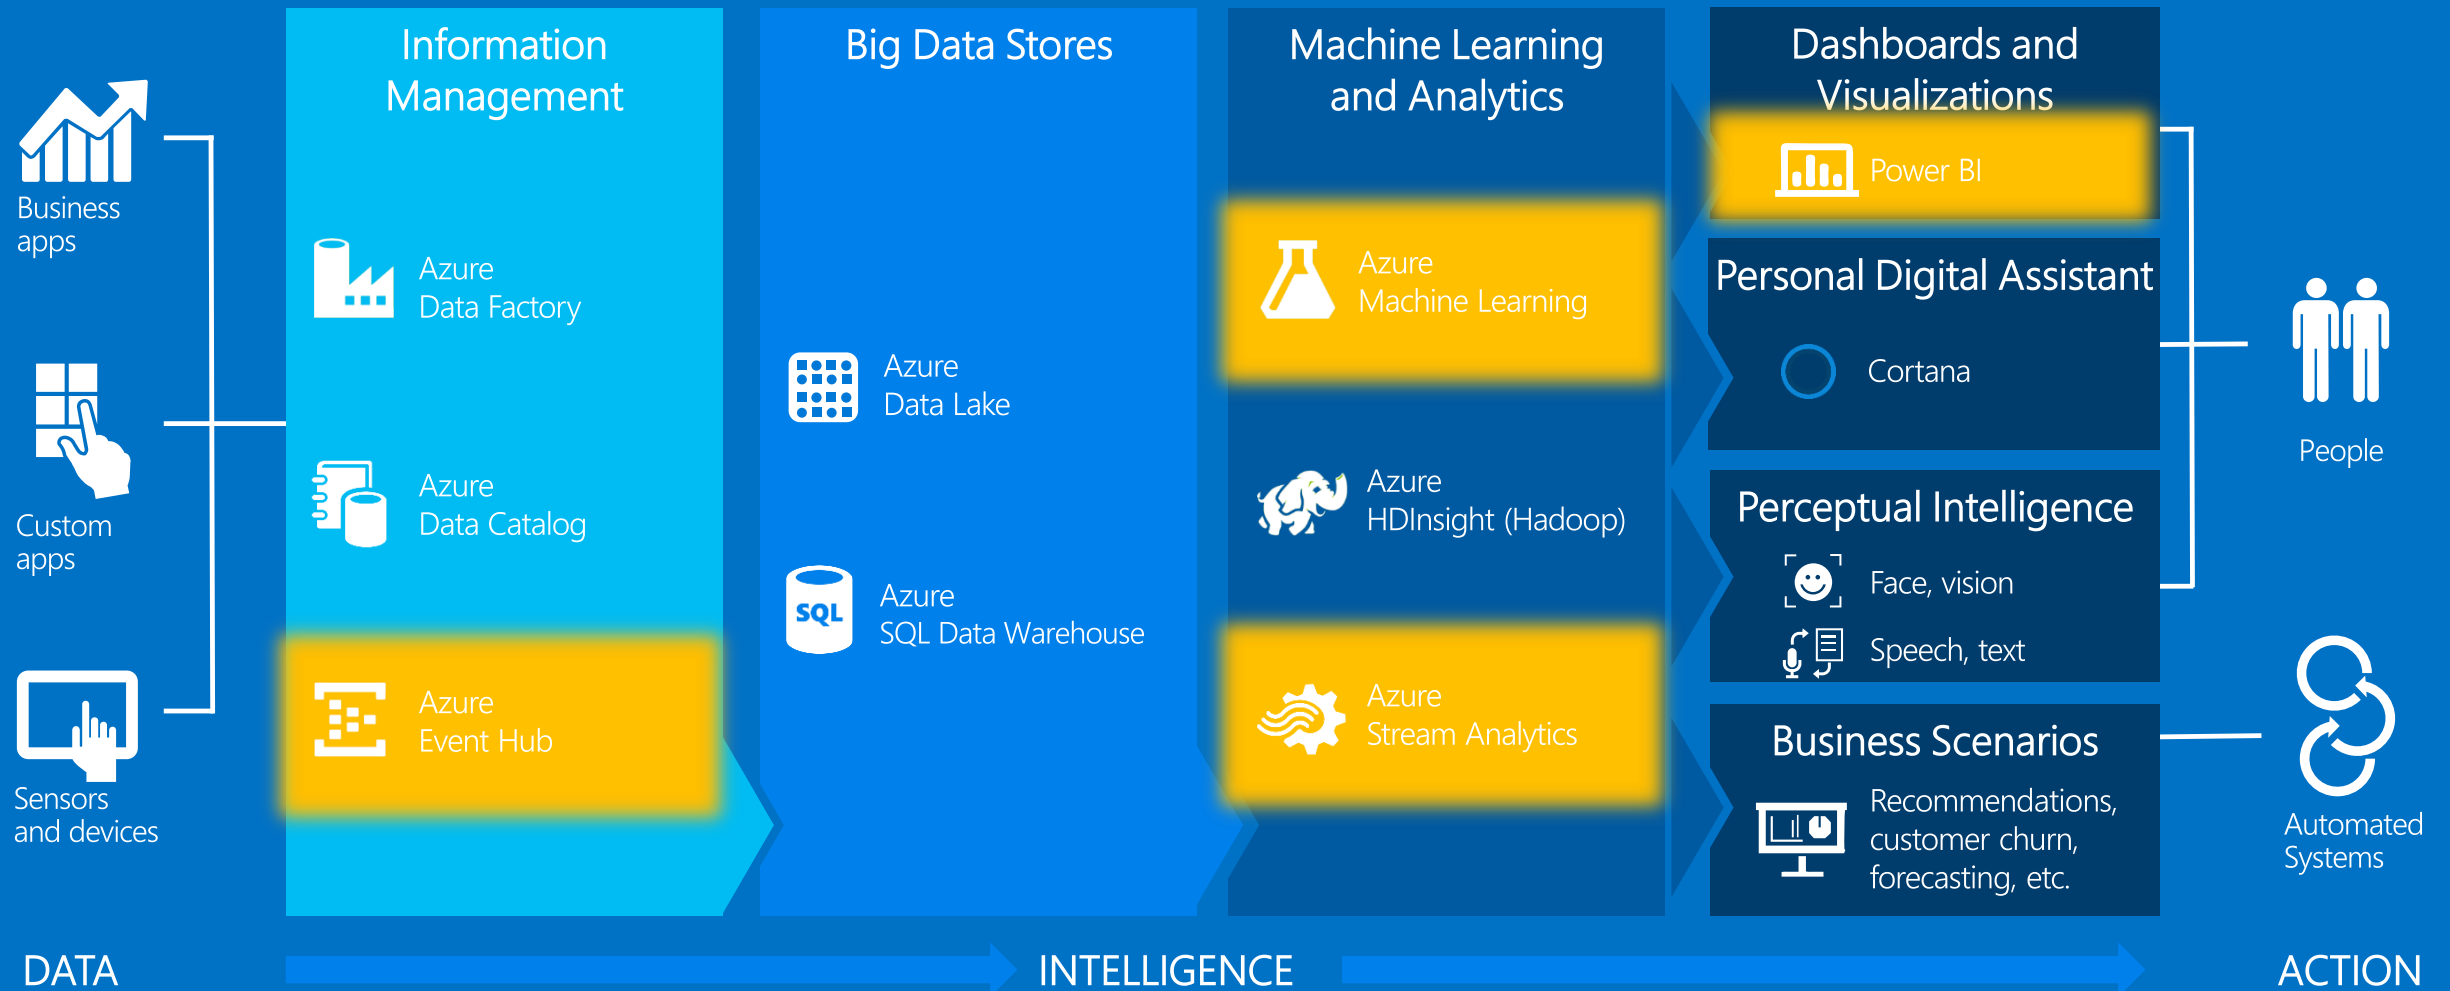 Business
apps
Custom
apps
Sensors
and devices
Information
Management
Azure
Data Factory
Azure
Data Catalog
Azure
Event Hub
Big Data Stores
Azure
Data Lake
SQL
Azure
SQL Data Warehouse
Machine Learning
and Analytics
Azure
Machine Learning
Azure
HDInsight (Hadoop)
Azure
Stream Analytics
Dashboards and
Visualizations
Power BI
Personal Digital Assistant
Cortana
Perceptual Intelligence
Face, vision
Speech, text
Business Scenarios
Recommendations,
customer churn,
forecasting, etc.
People
Automated
Systems
DATA
INTELLIGENCE
ACTION